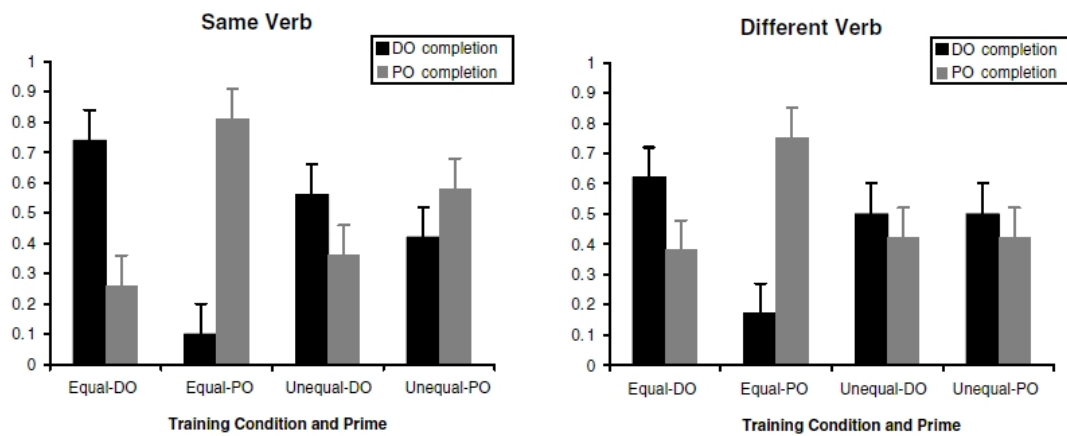 Same Verb
DO completion
PO completion
1
0.9
0.8
0.7
0.6
0.5
0.4
0.3
0.2
0.1
0
Equal-DO Equal-PO Unequal-DO Unequal-PO
Training Condition and Prime
Different Verb
DO completion
PO completion
1
0.9
0.8
0.7
0.6
0.5
0.4
0.3
0.2
0.1
0
Equal-DO Equal-PO Unequal-DO Unequal-PO
Training Condition and Prime